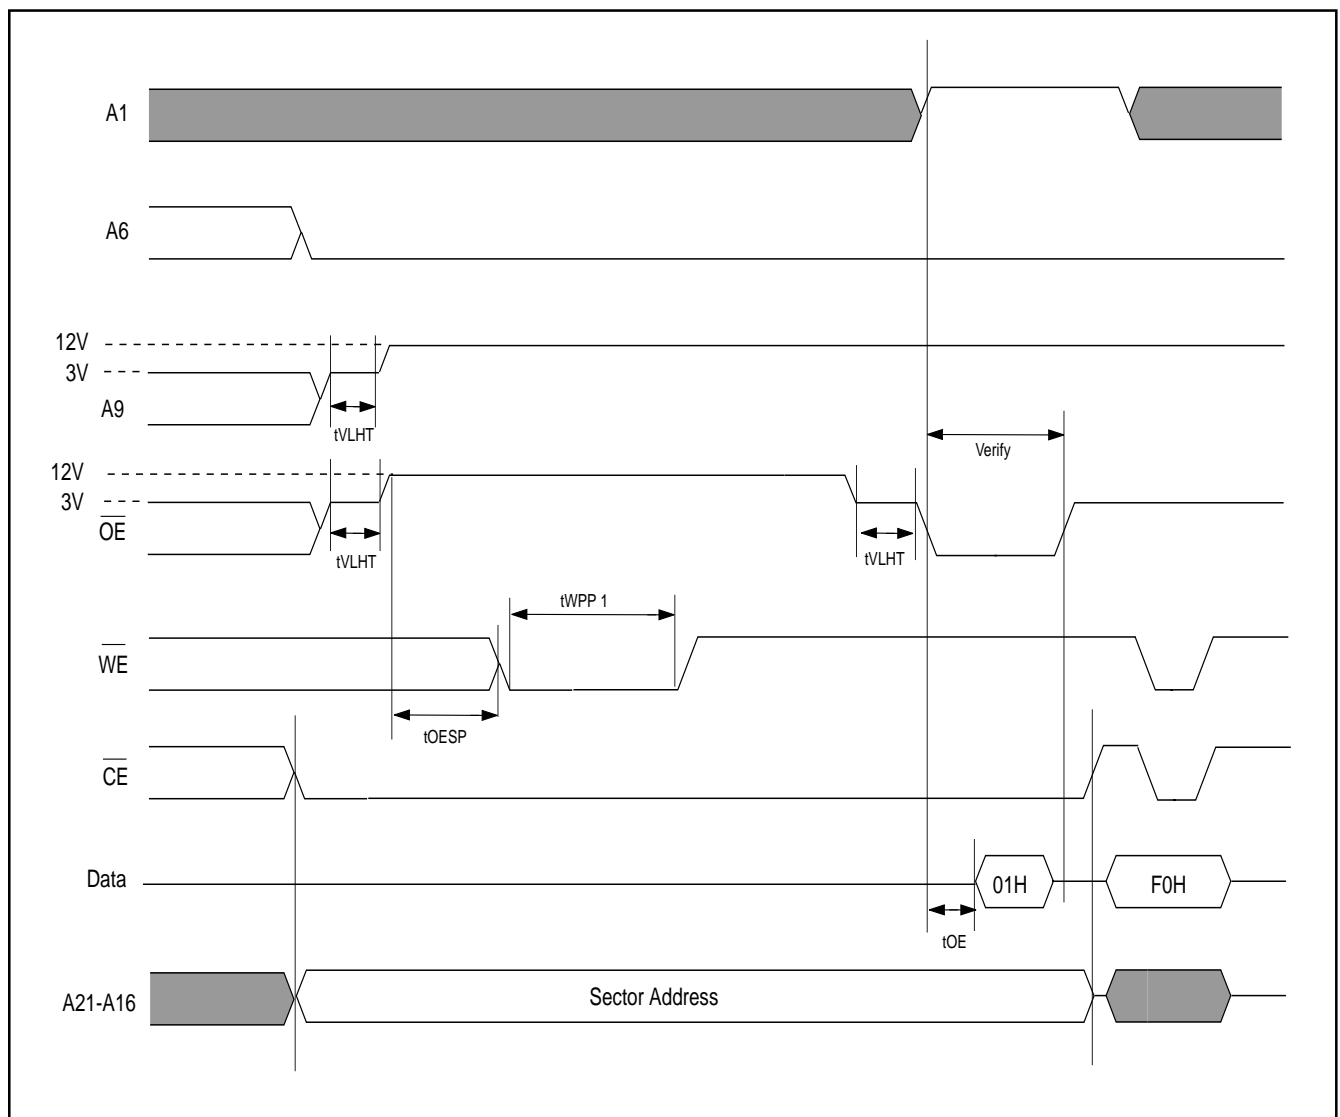 A1
A6
12V
3V
A9
tVLHT
Verify
12V
3V
OE
tVLHT
tVLHT
tWPP 1
WE
tOESP
CE
Data
01H
F0H
tOE
A21-A16
Sector Address